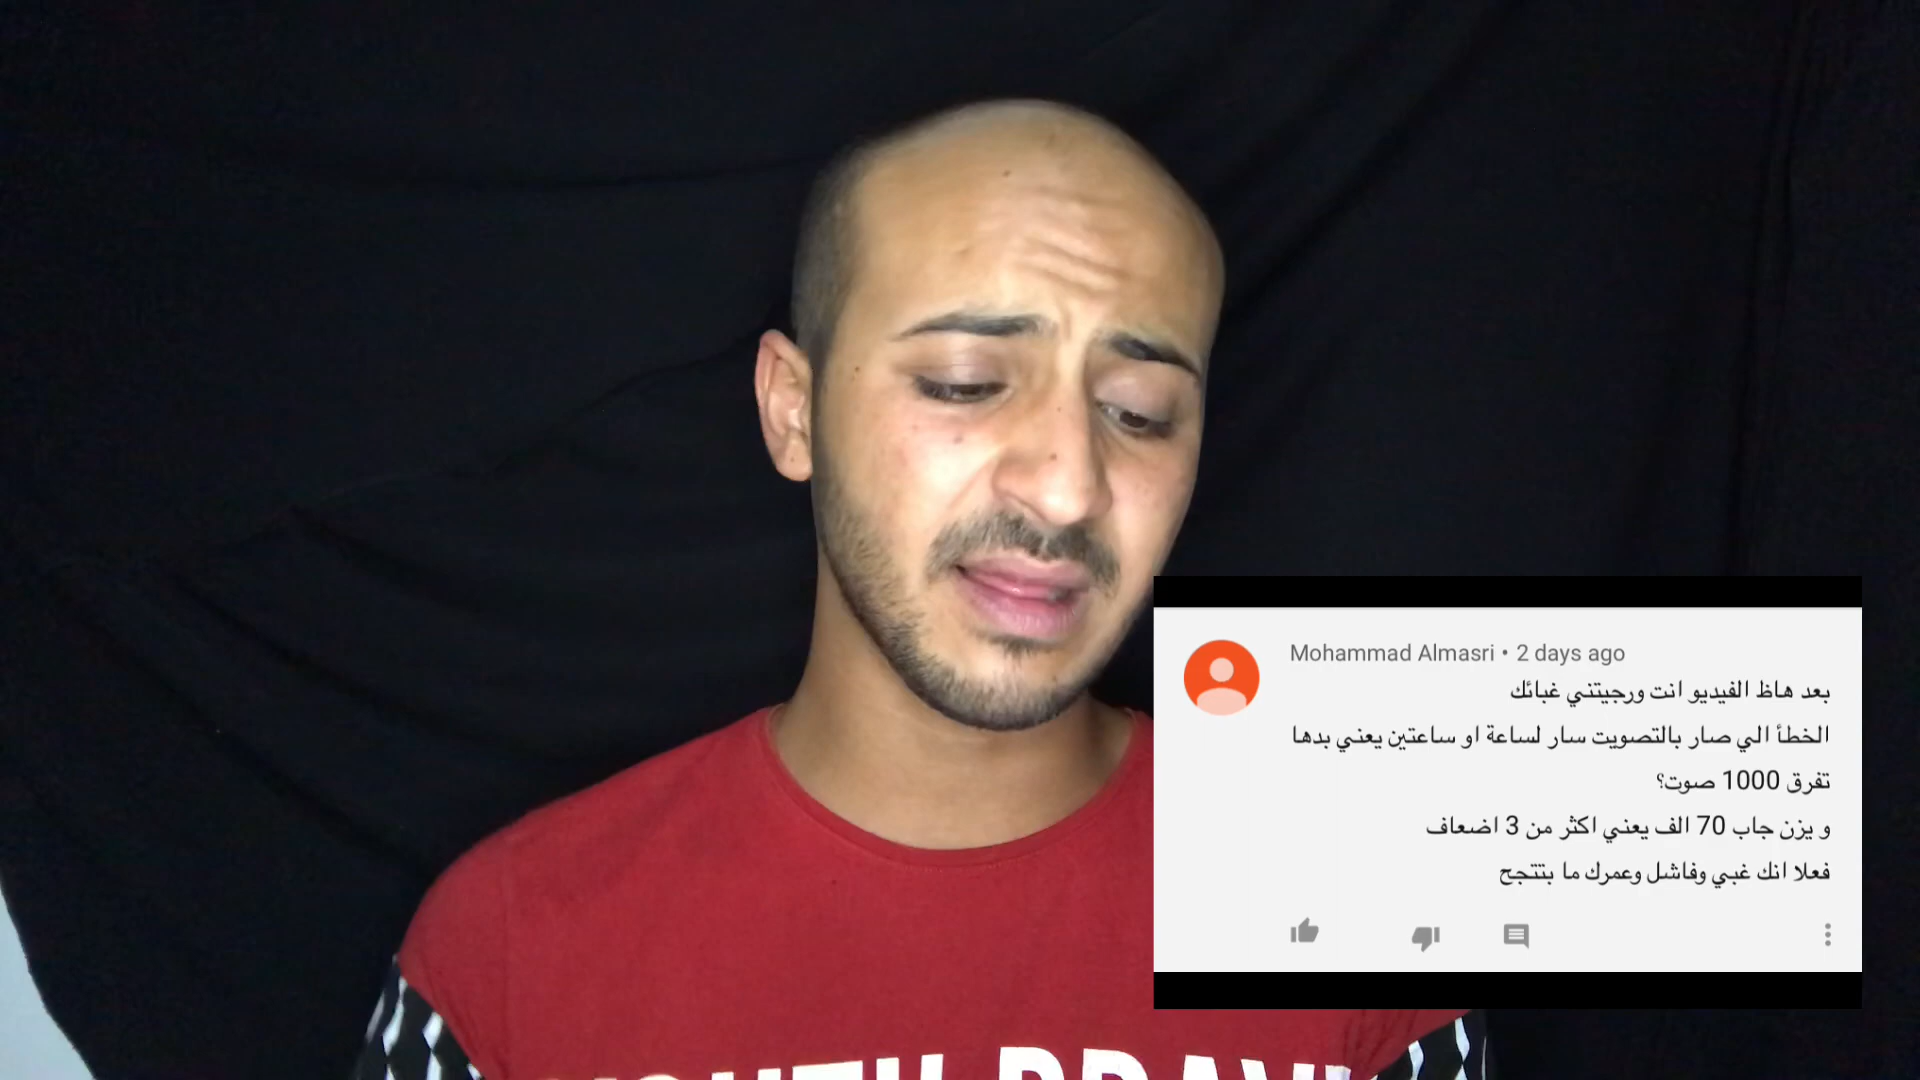 Mohammad Almasri • 2 days ago
بعد هاظ الفيديو انت ورجيتني غبائك
الخطأ الي صار بالتصويت سار لساعة او ساعتين يعني بدها
تفرق 1000 صوت؟
و يزن جاب 70 الف يعني اكثر من 3 اضعاف
فعلا انك غبي وفاشل وعمرك ما بتتجح